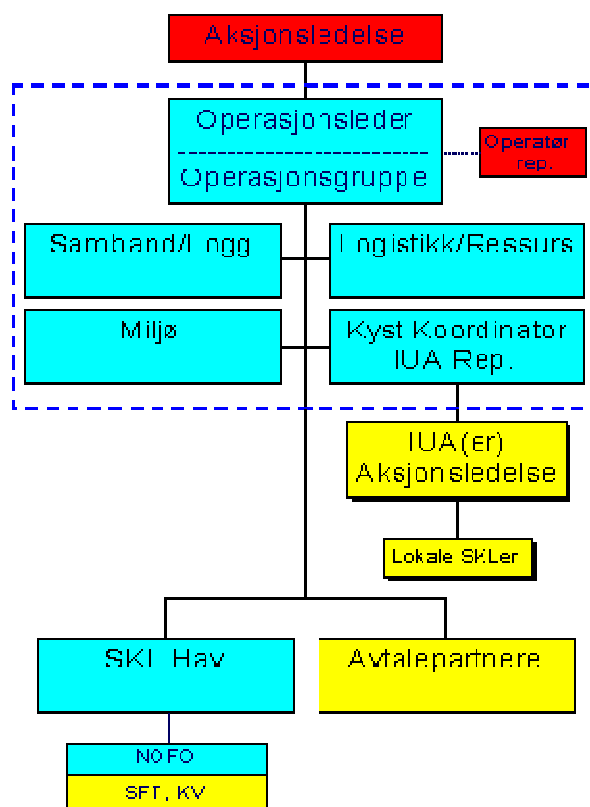 Aksjonsledelse
Operasjonsleder
Operasjonsgruppe
Operatør
rep.
Samband/Logg
Logistikk/Ressurs
Miljø
Kyst Koordinator
IUA Rep.
IUA(er)
Aksjonsledelse
Lokale SKLer
SKL Hav
Avtalepartnere
NOFO
SFT, KV